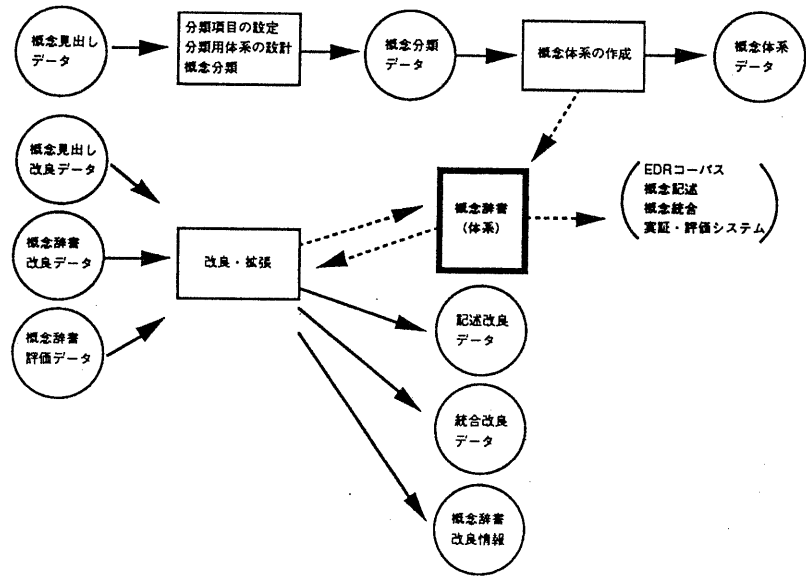 概念見出し
データ
分類項目の設定
分類用体系の設計
概念分類
概念分類
データ
概念体系の作成
概念体系
データ
概念見出し
改良データ
概念辞書
改良データ
概念辞書
評価データ
改良・拡張
概念辞書
(体系)
EDRコーパス
概念記述
概念統合
実証・評価システム
記述改良
データ
統合改良
データ
概念辞書
改良情報